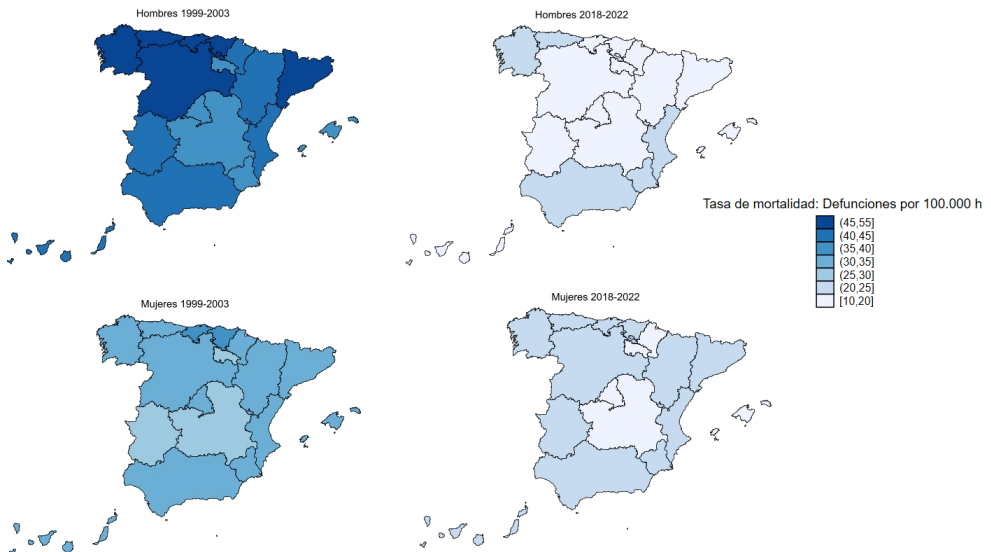 Hombres 1999-2003
Hombres 2018-2022
Tasa de mortalidad: Defunciones por 100.000 h
(45,55]
(40,45]
(35,40]
(30,35]
(25,30]
(20,25]
[10,20]
Mujeres 1999-2003
Mujeres 2018-2022